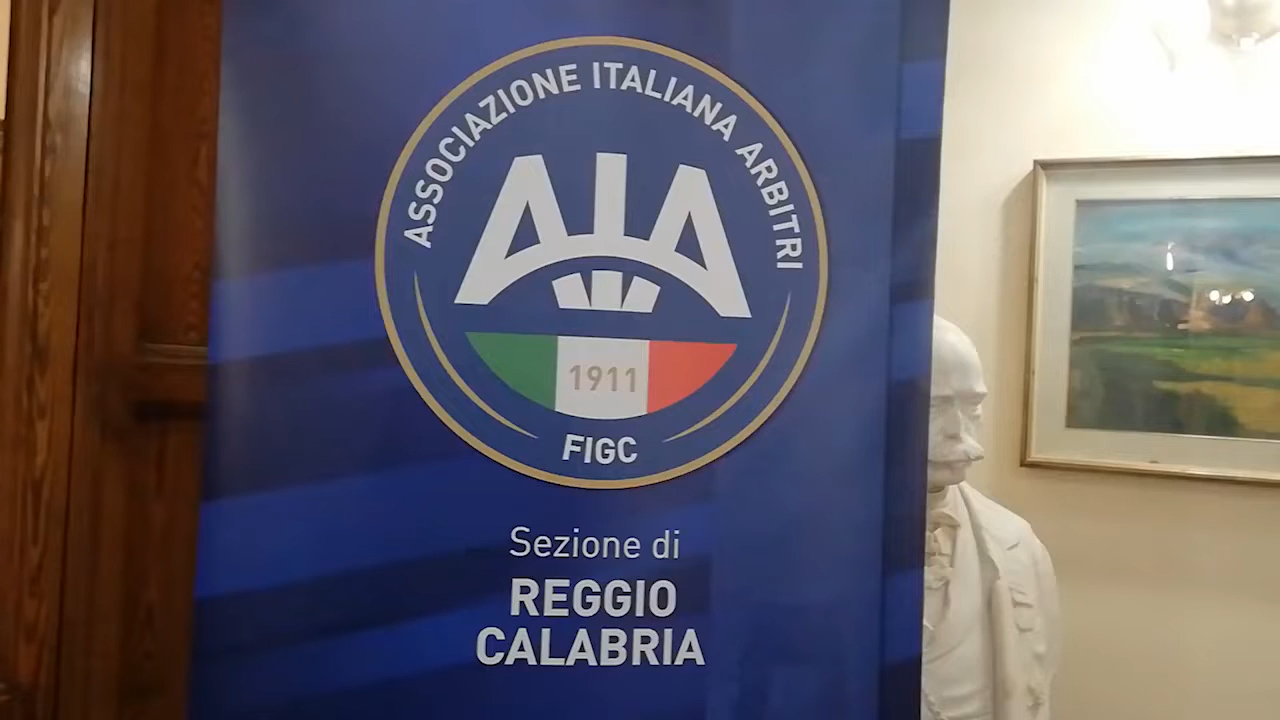 ASSOCIAZIONE ITALIANA ARBITRI
AIA
1911
FIGC
Sezione di
REGGIO
CALABRIA